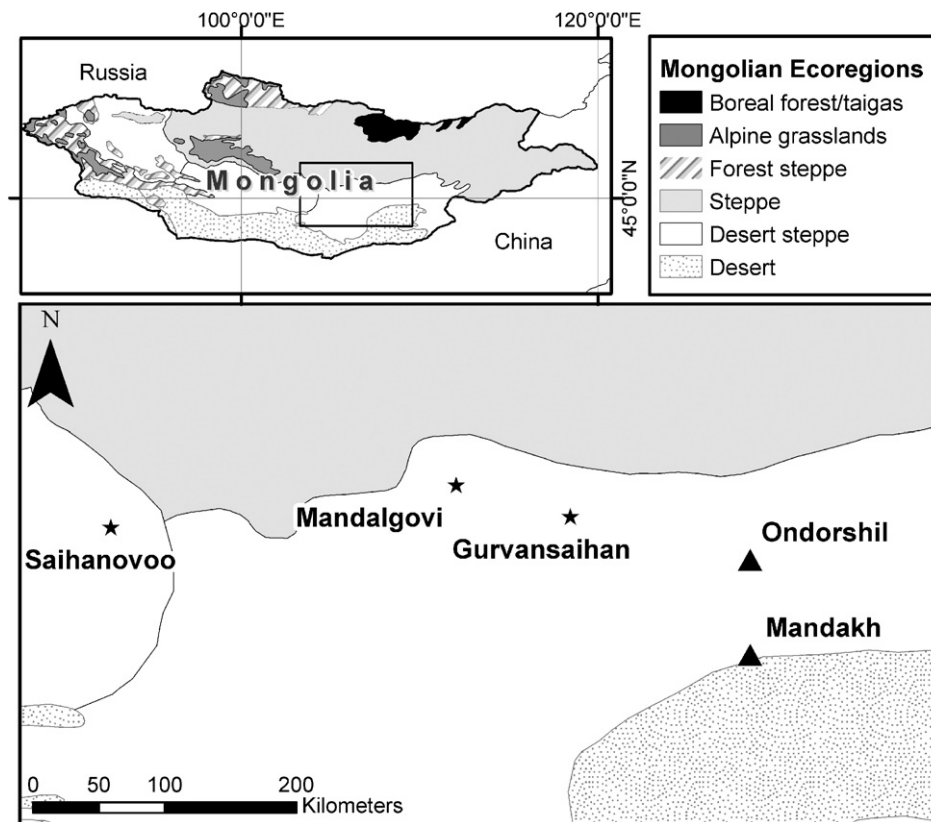 100°0'0"E
120°0'0"E
Russia
Mongolia
China
45°0'0"N
Mongolian Ecoregions
Boreal forest/taigas
Alpine grasslands
Forest steppe
Steppe
Desert steppe
Desert
N
Mandalgovi
Saihanovoo
Gurvansaihan
Ondorshil
Mandakh
0 50 100 200
Kilometers